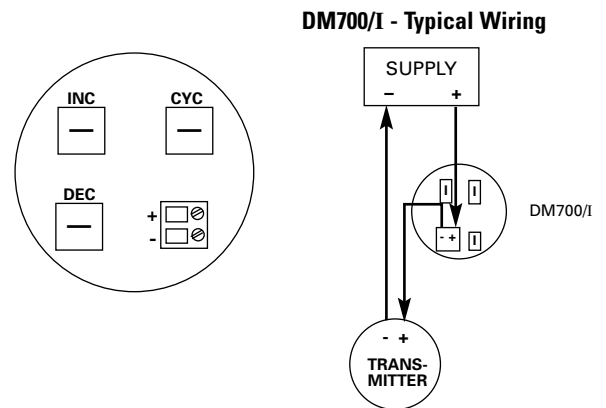 DM700/I - Typical Wiring
INC
CYC
DEC
+
-
SUPPLY
− +
I I
- + I
DM700/I
- +
TRANS-
MITTER